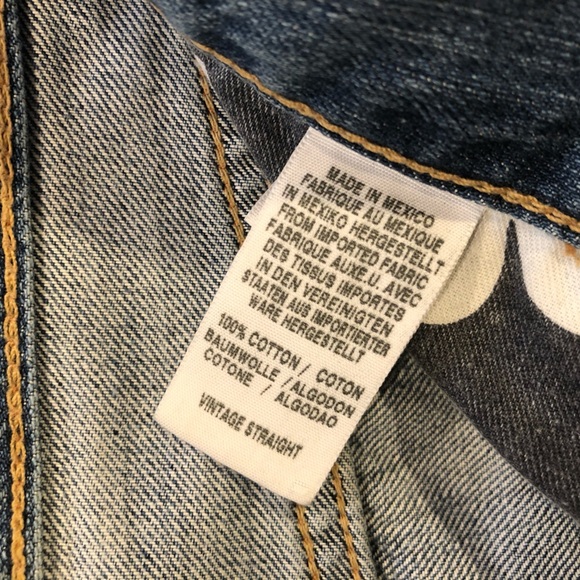 MADE IN MEXICO
FABRIQUE AU MEXIQUE
IN MEXIKO HERGESTELLT
FROM IMPORTED FABRIC
FABRIQUE AUXE.U. AVEC
DES TISSUS IMPORTES
IN DEN VEREINIGTEN
STAATEN AUS IMPORTIERTER
WARE HERGESTELLT
100% COTTON / COTON
BAUMWOLLE / ALGODON
COTONE / ALGODAO
VINTAGE STRAIGHT